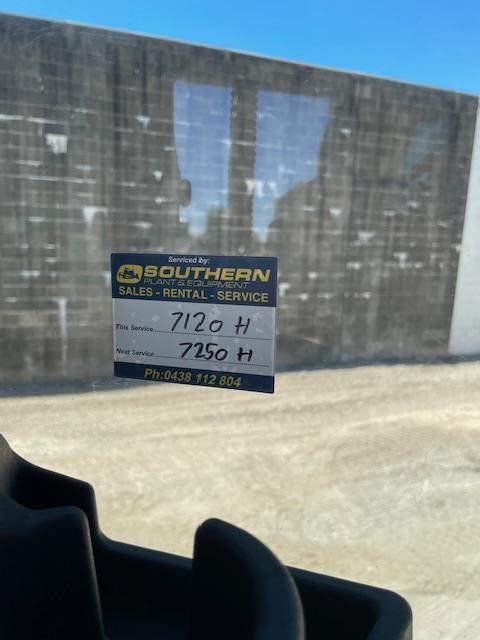 Serviced by:
SOUTHERN
PLANT & EQUIPMENT
SALES - RENTAL - SERVICE
This Service 7120 H
Next Service 7250 H
Ph:0438 112 804